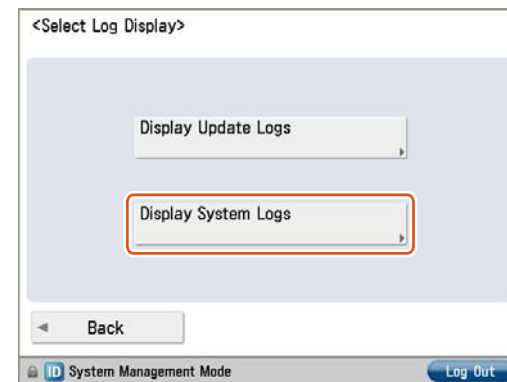 <Select Log Display>
Display Update Logs
Display System Logs
Back
ID System Management Mode
Log Out